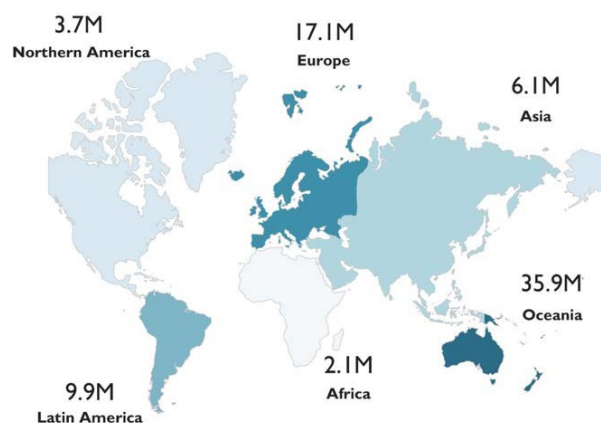 3.7M
Northern America
17.1M
Europe
6.1M
Asia
35.9M
Oceania
2.1M
Africa
9.9M
Latin America